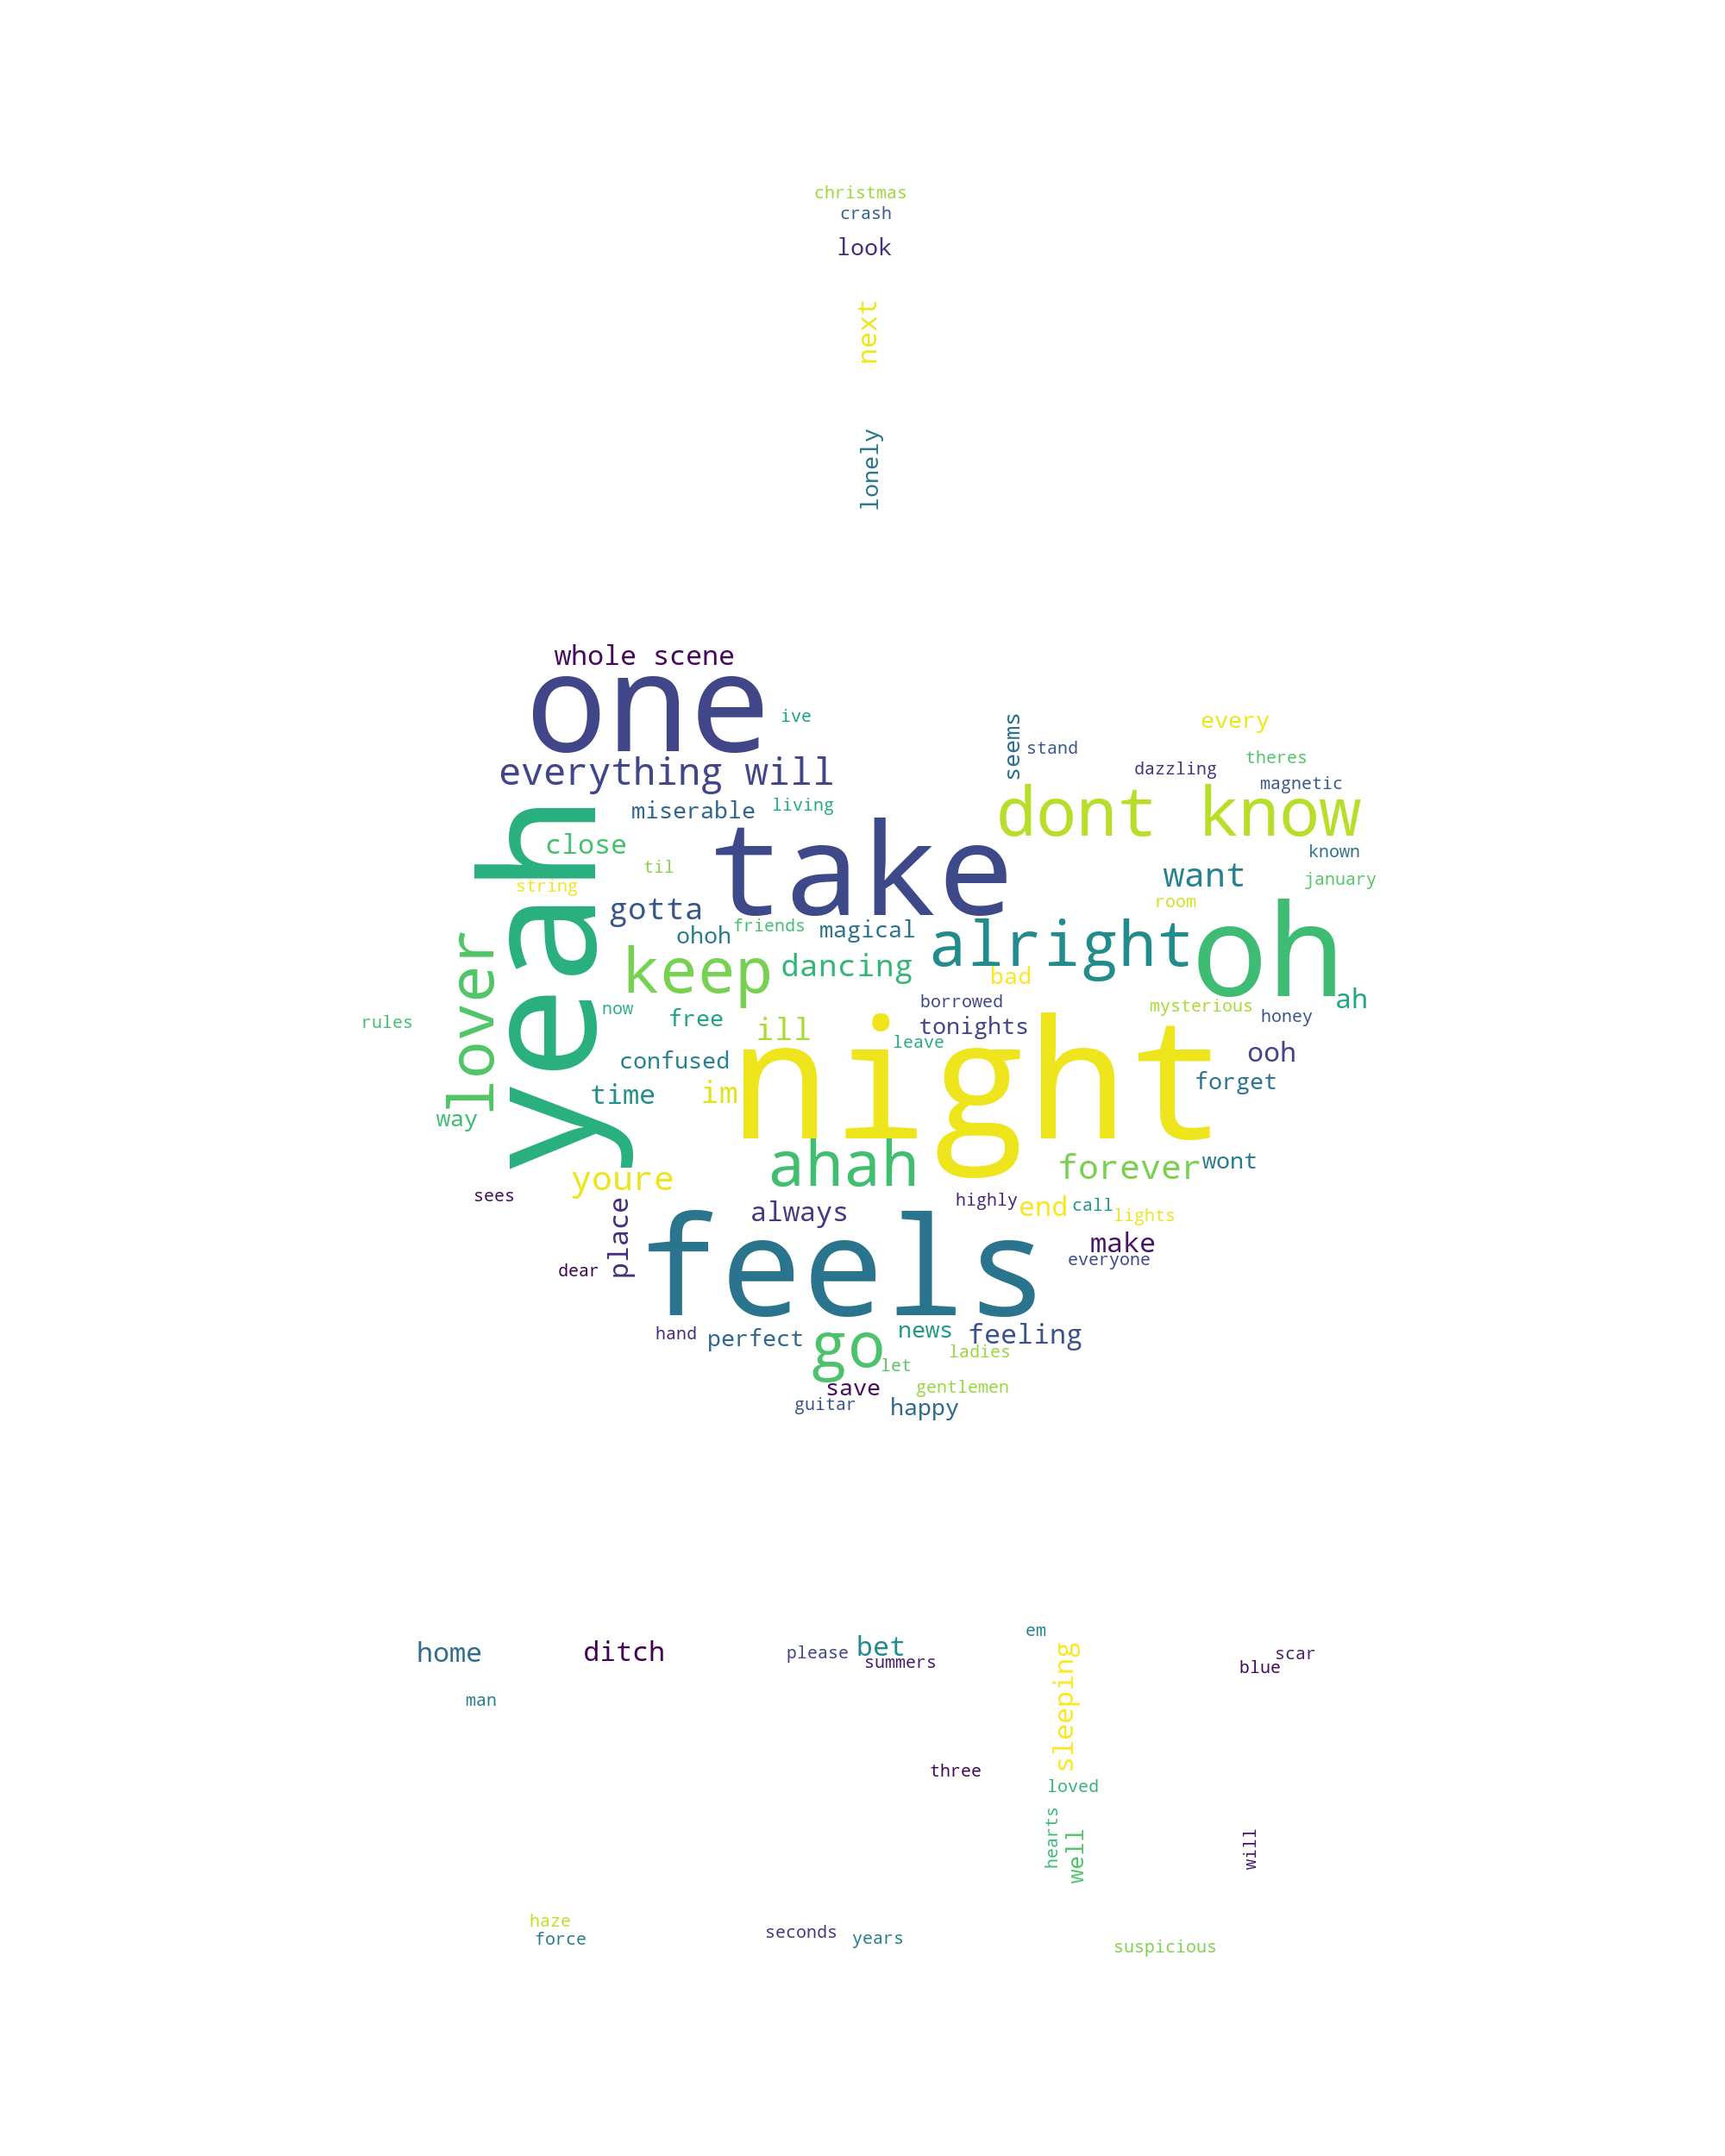 christmas
crash
look
next
lonely
whole scene
one
ive
everything will
seems
stand
every
theres
dazzling
magnetic
dont know
miserable
living
yeah
close
take
til
string
known
want
january
room
gotta
friends
magical
ohoh
alright
oh
lover
keep
dancing
bad
borrowed
ah
mysterious
honey
now
free
rules
ill
tonights
leave
night
ooh
confused
forget
time
im
way
ahah
forever
wont
youre
sees
place
always
highly
end
call
lights
make
everyone
dear
feels
hand
perfect
go
news
feeling
ladies
let
save
gentlemen
guitar
happy
home
ditch
please
bet
summers
em
sleeping
scar
blue
man
three
loved
hearts
well
will
haze
force
seconds
years
suspicious